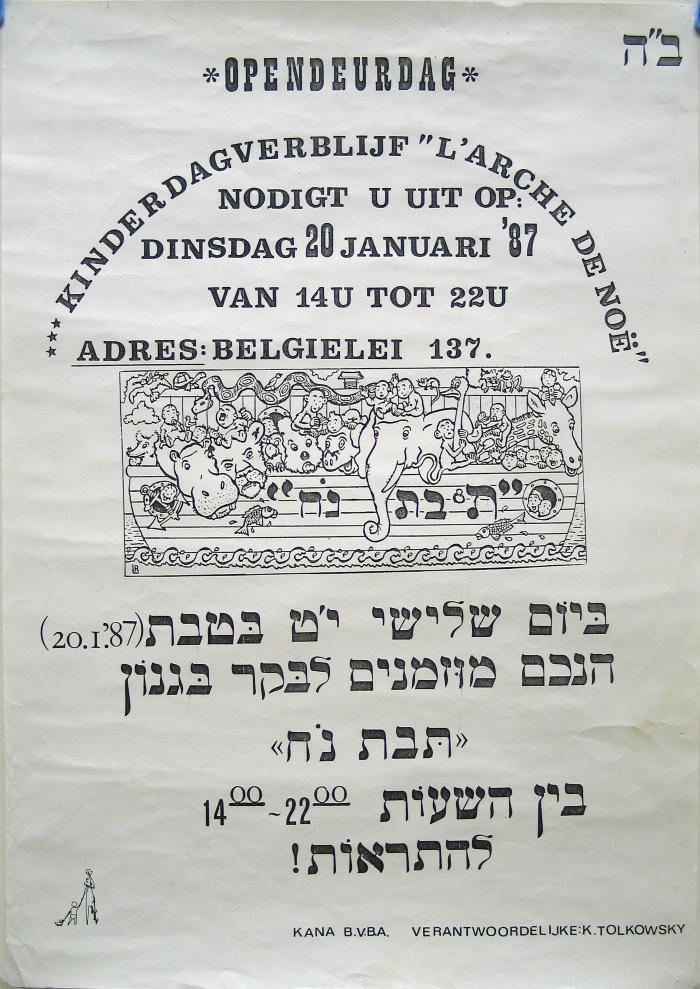 ב"ה
*OPENDEURDAG*
*** KINDERDAGVERBLIJF "L'ARCHE DE NOË"
NODIGT U UIT OP:
DINSDAG 20 JANUARI '87
VAN 14U TOT 22U
ADRES: BELGIELEI 137.
"תבת נח"
ביום שלישי י"ט בטבת (20.1.'87)
הנכם מוזמנים לבקר בגנון
«תבת נֹח»
בין השעות 14⁰⁰~22⁰⁰
להתראות!
KANA B.V.B.A. VERANTWOORDELIJKE:K.TOLKOWSKY